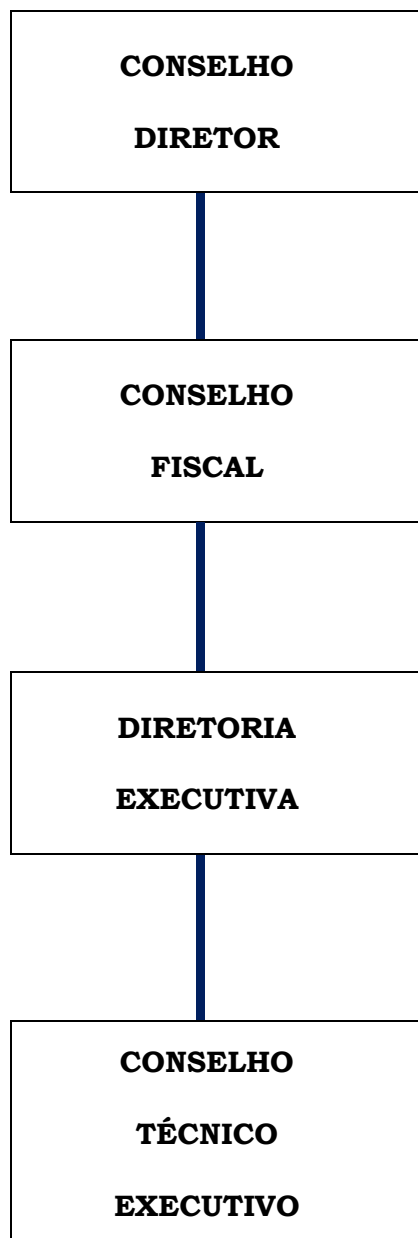 CONSELHO
DIRETOR
CONSELHO
FISCAL
DIRETORIA
EXECUTIVA
CONSELHO
TÉCNICO
EXECUTIVO